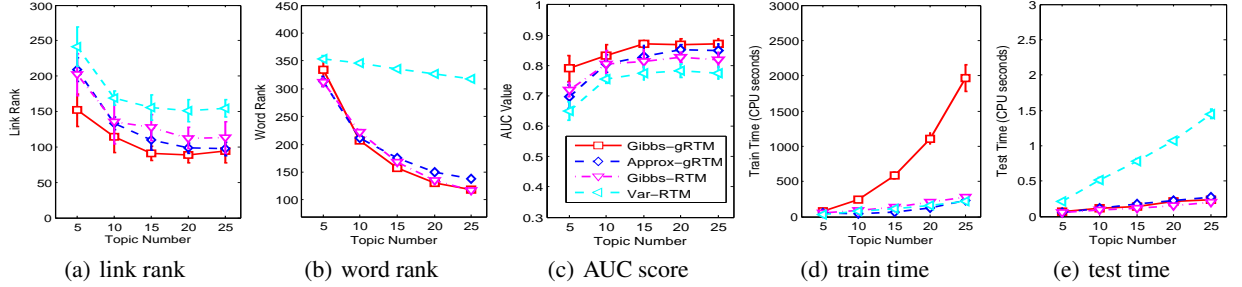 300
250
200
150
100
50
0
5 10 15 20 25
Link Rank
Topic Number
(a) link rank
450
400
350
300
250
200
150
100
5 10 15 20 25
Word Rank
Topic Number
(b) word rank
1
0.9
0.8
0.7
0.6
0.5
0.4
0.3
5 10 15 20 25
AUC Value
Topic Number
Gibbs-gRTM
Approx-gRTM
Gibbs-RTM
Var-RTM
(c) AUC score
3000
2500
2000
1500
1000
500
0
5 10 15 20 25
Train Time (CPU seconds)
Topic Number
(d) train time
3
2.5
2
1.5
1
0.5
0
5 10 15 20 25
Test Time (CPU seconds)
Topic Number
(e) test time